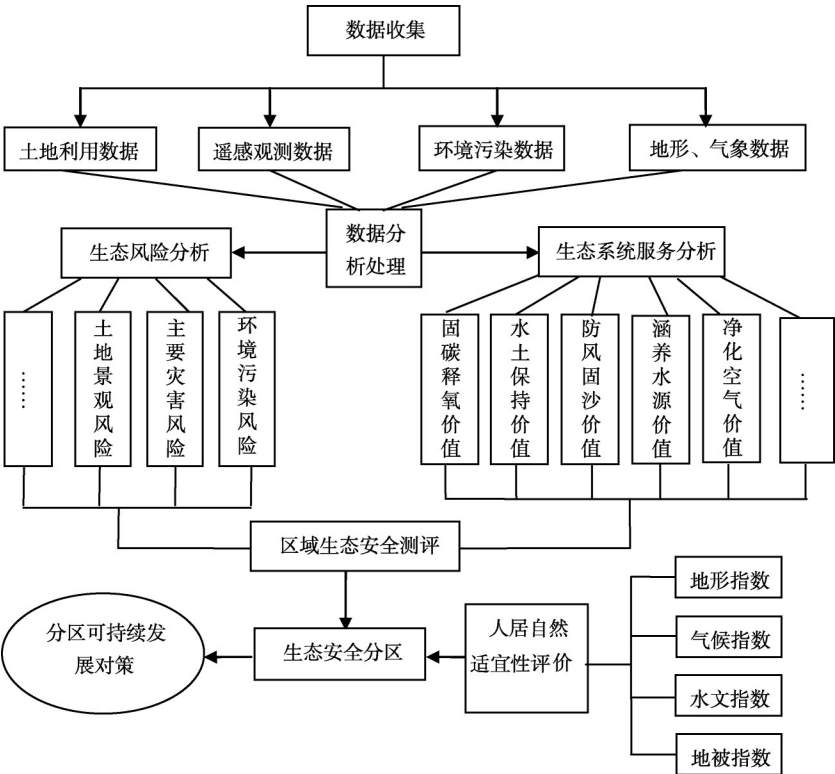 数据收集
土地利用数据
遥感观测数据
环境污染数据
地形、气象数据
数据分
析处理
生态风险分析
生态系统服务分析
……
土地景观风险
主要灾害风险
环境污染风险
固碳释氧价值
水土保持价值
防风固沙价值
涵养水源价值
净化空气价值
……
区域生态安全测评
分区可持续发
展对策
生态安全分区
人居自然
适宜性评价
地形指数
气候指数
水文指数
地被指数